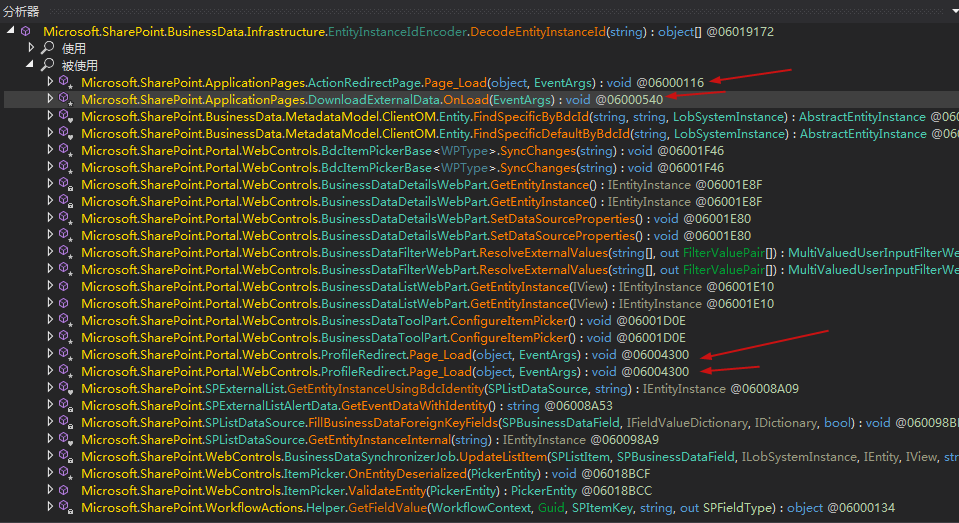 分析器
Microsoft.SharePoint.BusinessData.Infrastructure.EntityInstanceIdEncoder.DecodeEntityInstanceId(string) : object[] @06019172
使用
被使用
Microsoft.SharePoint.ApplicationPages.ActionRedirectPage.Page_Load(object, EventArgs) : void @06000116
Microsoft.SharePoint.ApplicationPages.DownloadExternalData.OnLoad(EventArgs) : void @06000540
Microsoft.SharePoint.BusinessData.MetadataModel.ClientOM.Entity.FindSpecificByBdcId(string, string, LobSystemInstance) : AbstractEntityInstance @060
Microsoft.SharePoint.BusinessData.MetadataModel.ClientOM.Entity.FindSpecificDefaultByBdcId(string, LobSystemInstance) : AbstractEntityInstance @060
Microsoft.SharePoint.Portal.WebControls.BdcItemPickerBase<WPType>.SyncChanges(string) : void @06001F46
Microsoft.SharePoint.Portal.WebControls.BdcItemPickerBase<WPType>.SyncChanges(string) : void @06001F46
Microsoft.SharePoint.Portal.WebControls.BusinessDataDetailsWebPart.GetEntityInstance() : IEntityInstance @06001E8F
Microsoft.SharePoint.Portal.WebControls.BusinessDataDetailsWebPart.GetEntityInstance() : IEntityInstance @06001E8F
Microsoft.SharePoint.Portal.WebControls.BusinessDataDetailsWebPart.SetDataSourceProperties() : void @06001E80
Microsoft.SharePoint.Portal.WebControls.BusinessDataDetailsWebPart.SetDataSourceProperties() : void @06001E80
Microsoft.SharePoint.Portal.WebControls.BusinessDataFilterWebPart.ResolveExternalValues(string[], out FilterValuePair[]) : MultiValuedUserInputFilterWe
Microsoft.SharePoint.Portal.WebControls.BusinessDataFilterWebPart.ResolveExternalValues(string[], out FilterValuePair[]) : MultiValuedUserInputFilterWe
Microsoft.SharePoint.Portal.WebControls.BusinessDataListWebPart.GetEntityInstance(IView) : IEntityInstance @06001E10
Microsoft.SharePoint.Portal.WebControls.BusinessDataListWebPart.GetEntityInstance(IView) : IEntityInstance @06001E10
Microsoft.SharePoint.Portal.WebControls.BusinessDataToolPart.ConfigureItemPicker() : void @06001D0E
Microsoft.SharePoint.Portal.WebControls.BusinessDataToolPart.ConfigureItemPicker() : void @06001D0E
Microsoft.SharePoint.Portal.WebControls.ProfileRedirect.Page_Load(object, EventArgs) : void @06004300
Microsoft.SharePoint.Portal.WebControls.ProfileRedirect.Page_Load(object, EventArgs) : void @06004300
Microsoft.SharePoint.SPExternalList.GetEntityInstanceUsingBdcIdentity(SPListDataSource, string) : IEntityInstance @06008A09
Microsoft.SharePoint.SPExternalListAlertData.GetEventDataWithIdentity() : string @06008A53
Microsoft.SharePoint.SPListDataSource.FillBusinessDataForeignKeyFields(SPBusinessDataField, IFieldValueDictionary, IDictionary, bool) : void @060098B
Microsoft.SharePoint.SPListDataSource.GetEntityInstanceInternal(string) : IEntityInstance @060098A9
Microsoft.SharePoint.WebControls.BusinessDataSynchronizerJob.UpdateListItem(SPListItem, SPBusinessDataField, ILobSystemInstance, IEntity, IView, str
Microsoft.SharePoint.WebControls.ItemPicker.OnEntityDeserialized(PickerEntity) : void @06018BCF
Microsoft.SharePoint.WebControls.ItemPicker.ValidateEntity(PickerEntity) : PickerEntity @06018BCC
Microsoft.SharePoint.WorkflowActions.Helper.GetFieldValue(WorkflowContext, Guid, SPItemKey, string, out SPFieldType) : object @06000134